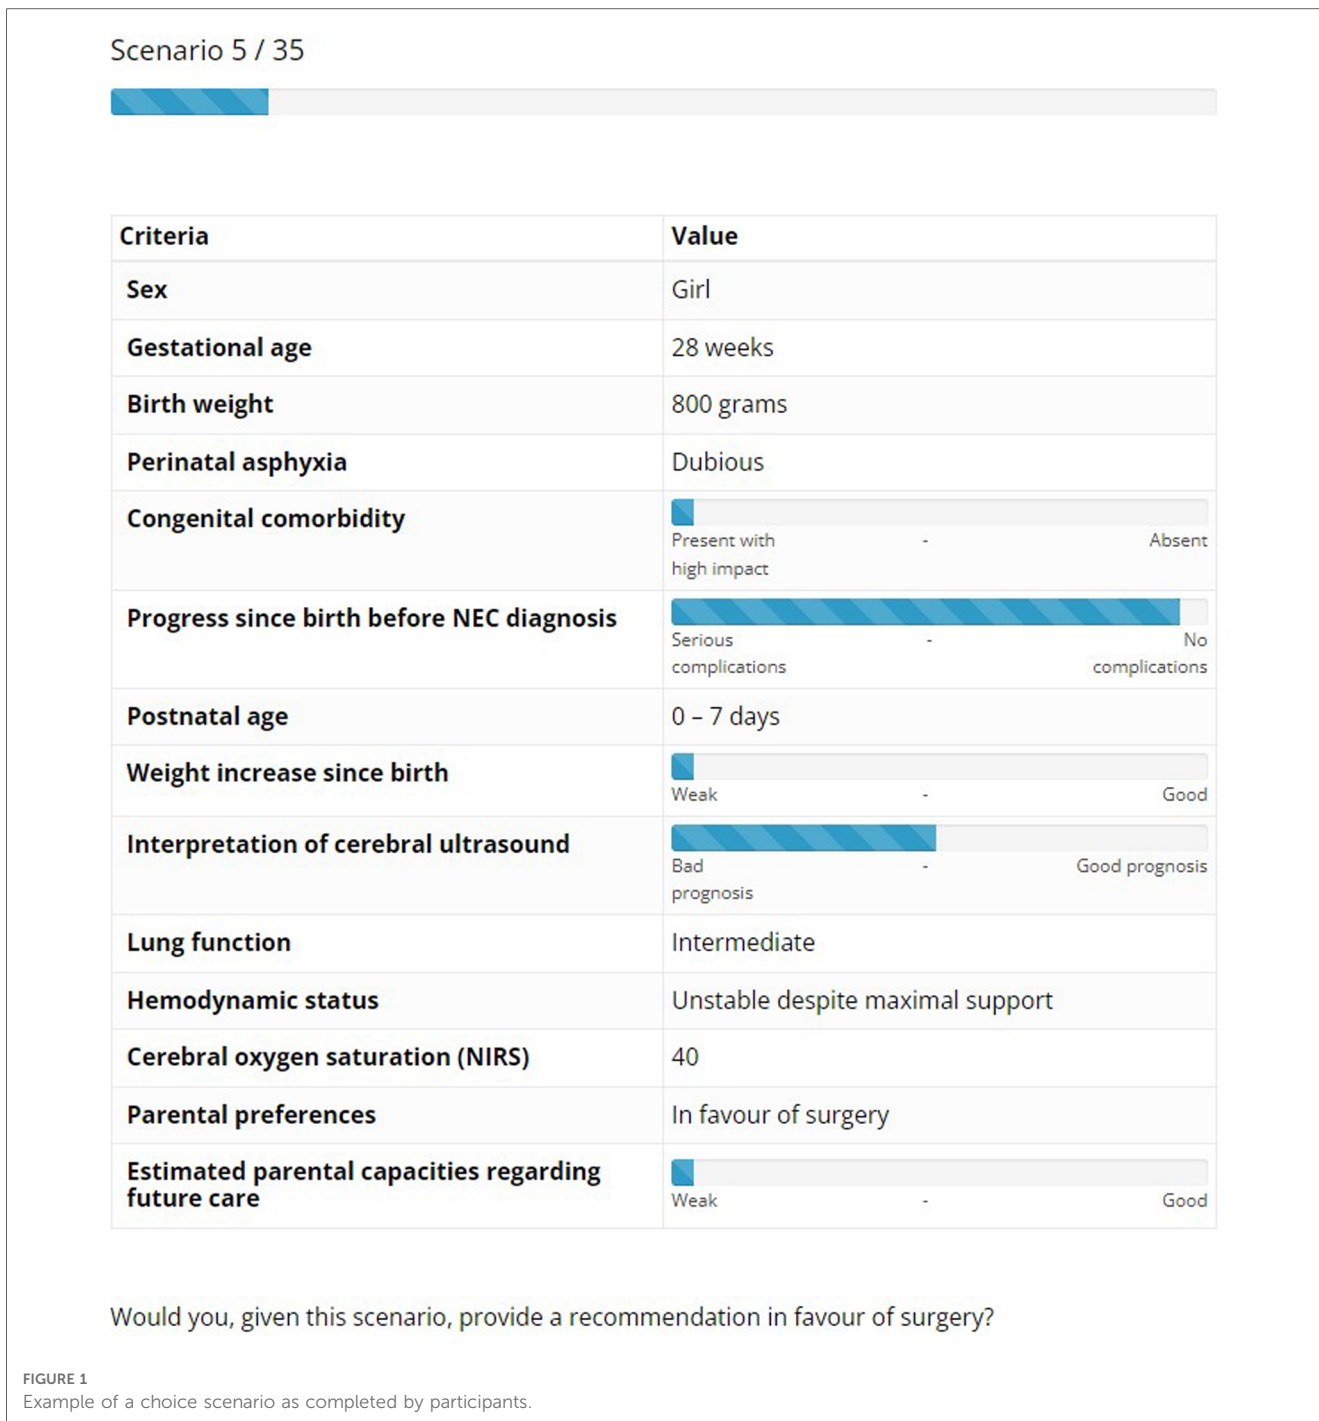 Scenario 5 / 35
Criteria Value
Sex Girl
Gestational age 28 weeks
Birth weight 800 grams
Perinatal asphyxia Dubious
Congenital comorbidity
Present with - Absent
high impact
Progress since birth before NEC diagnosis
Serious - No
complications complications
Postnatal age 0 – 7 days
Weight increase since birth
Weak - Good
Interpretation of cerebral ultrasound
Bad - Good prognosis
prognosis
Lung function Intermediate
Hemodynamic status Unstable despite maximal support
Cerebral oxygen saturation (NIRS) 40
Parental preferences In favour of surgery
Estimated parental capacities regarding
future care
Weak - Good
Would you, given this scenario, provide a recommendation in favour of surgery?
FIGURE 1
Example of a choice scenario as completed by participants.